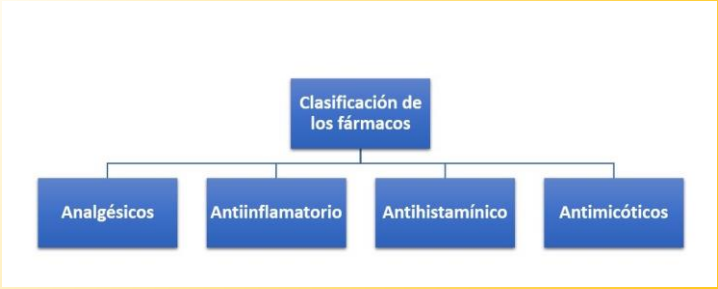 Clasificación de
los fármacos
Analgésicos
Antiinflamatorio
Antihistamínico
Antimicóticos